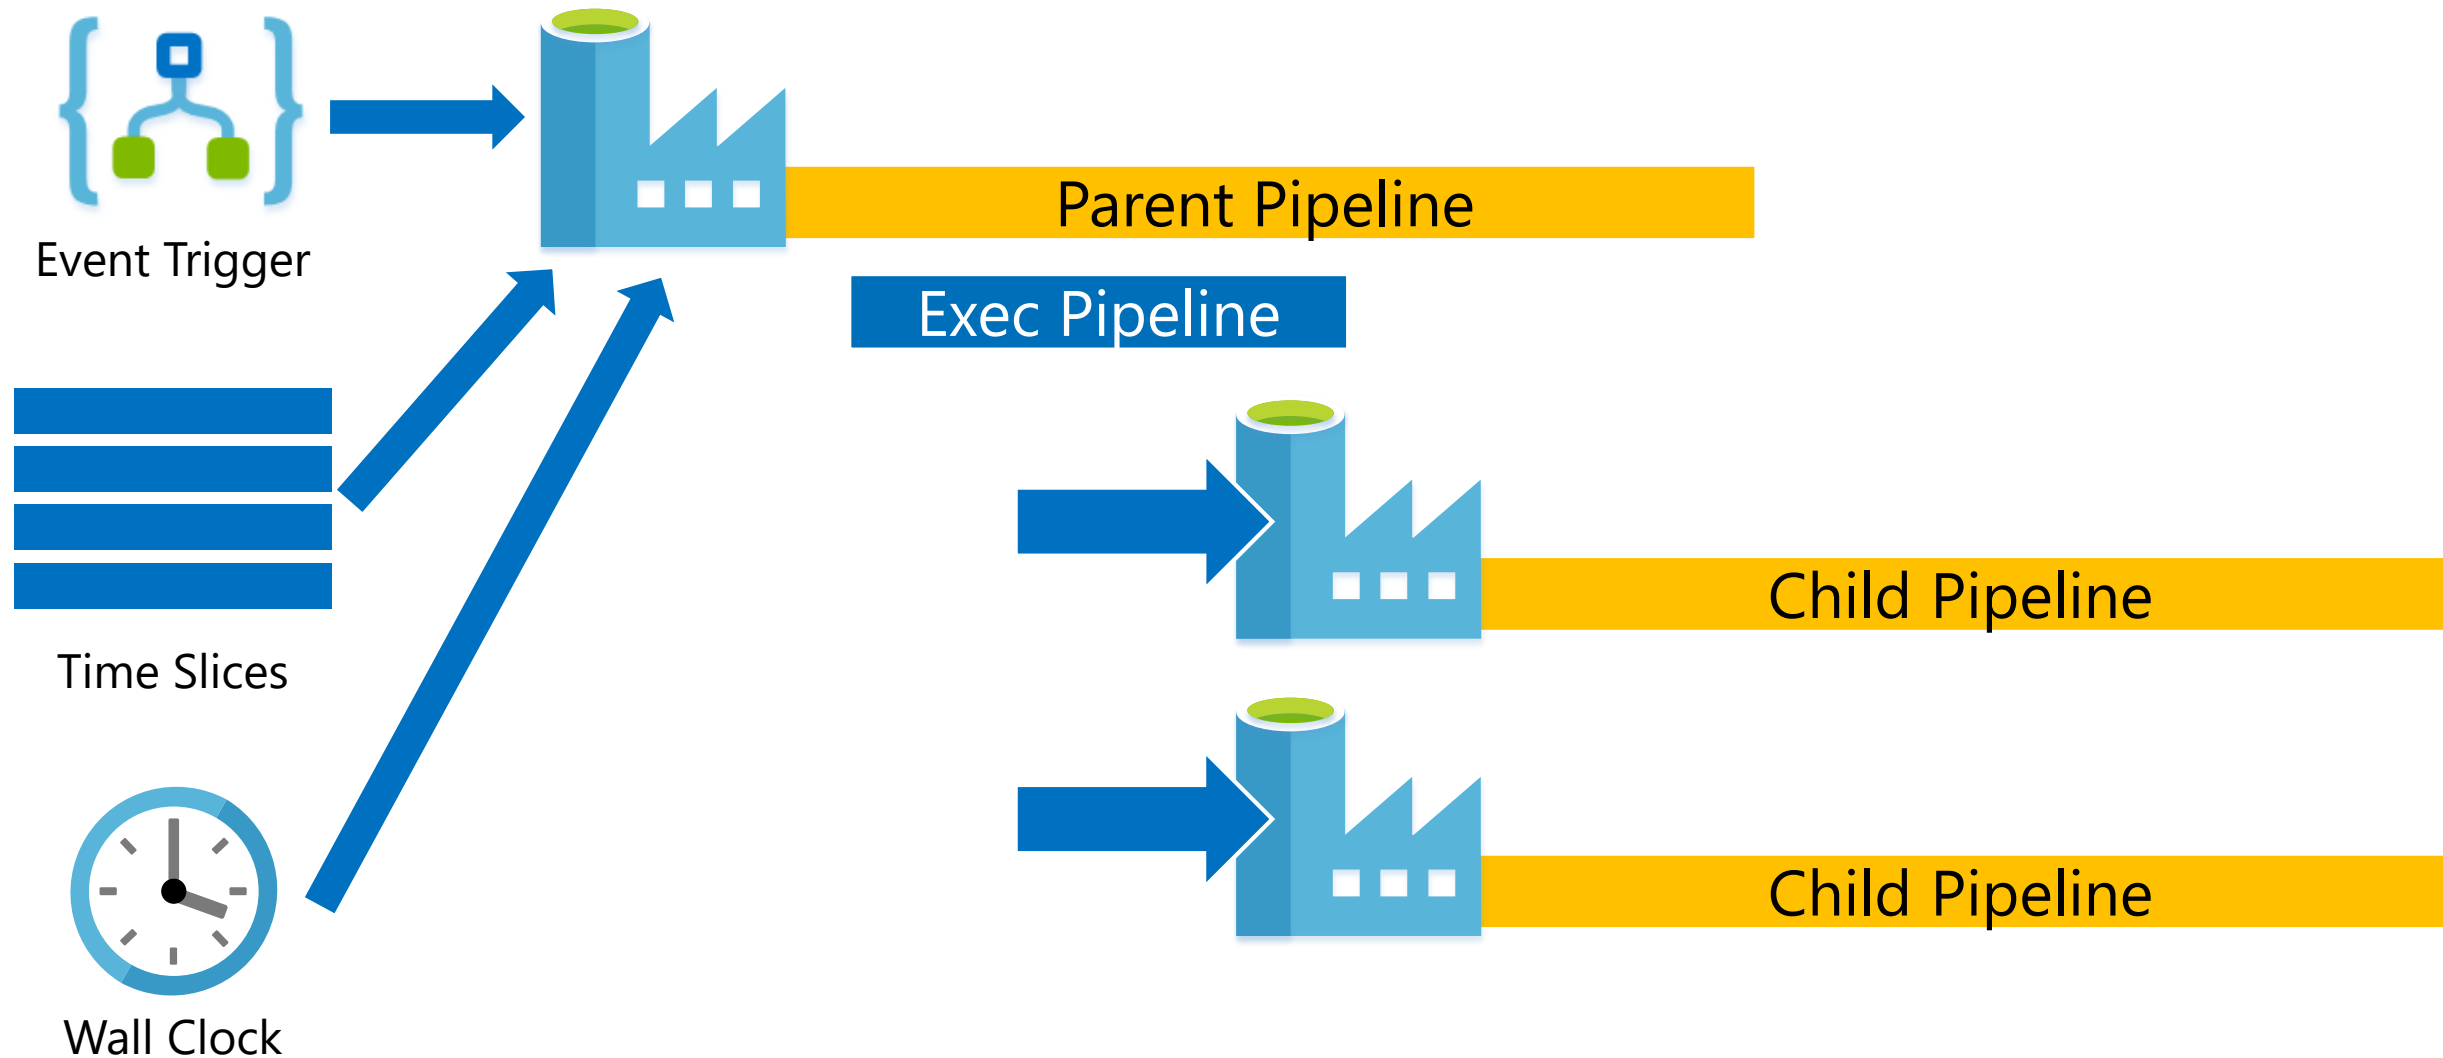 Event Trigger
Parent Pipeline
Exec Pipeline
Time Slices
Child Pipeline
Child Pipeline
Wall Clock